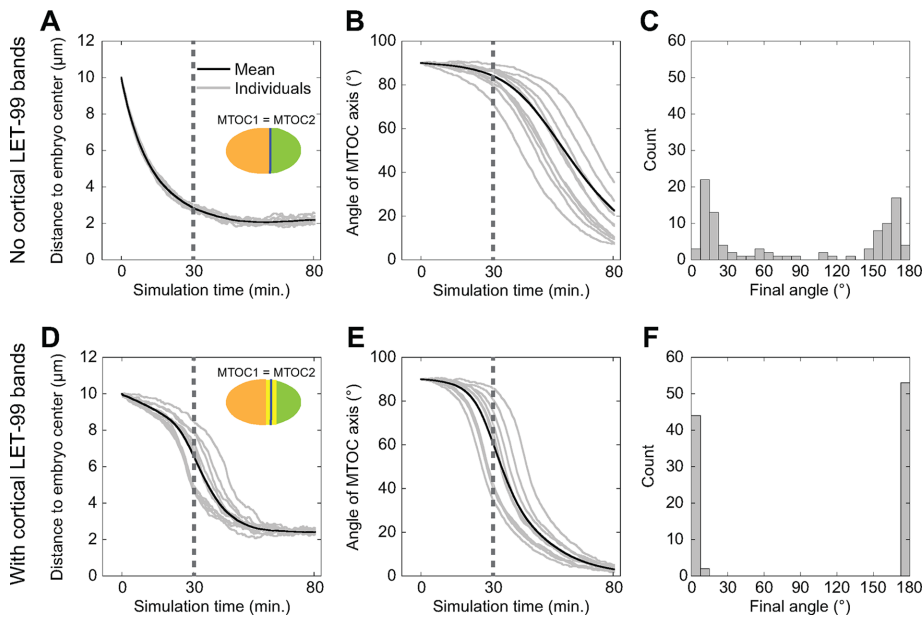 No cortical LET-99 bands
A
Distance to embryo center (µm)
12
10
8
6
4
2
0
Mean
Individuals
MTOC1 = MTOC2
0
30
80
Simulation time (min.)
B
Angle of MTOC axis (°)
100
80
60
40
20
0
0
30
80
Simulation time (min.)
C
Count
60
50
40
30
20
10
0
0
30
60
90
120
150
180
Final angle (°)
With cortical LET-99 bands
D
Distance to embryo center (µm)
12
10
8
6
4
2
0
MTOC1 = MTOC2
0
30
80
Simulation time (min.)
E
Angle of MTOC axis (°)
100
80
60
40
20
0
0
30
80
Simulation time (min.)
F
Count
60
50
40
30
20
10
0
0
30
60
90
120
150
180
Final angle (°)